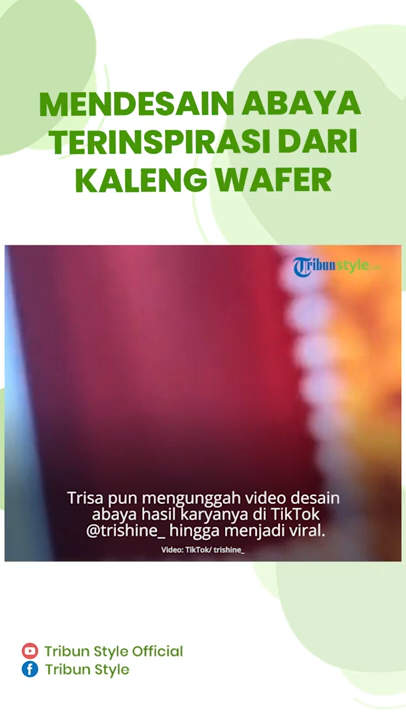 MENDESAIN ABAYA
TERINSPIRASI DARI
KALENG WAFER
Tribunstyle
Trisa pun mengunggah video desain
abaya hasil karyanya di TikTok
@trishine_ hingga menjadi viral.
Video: TikTok/ trishine_
Tribun Style Official
Tribun Style